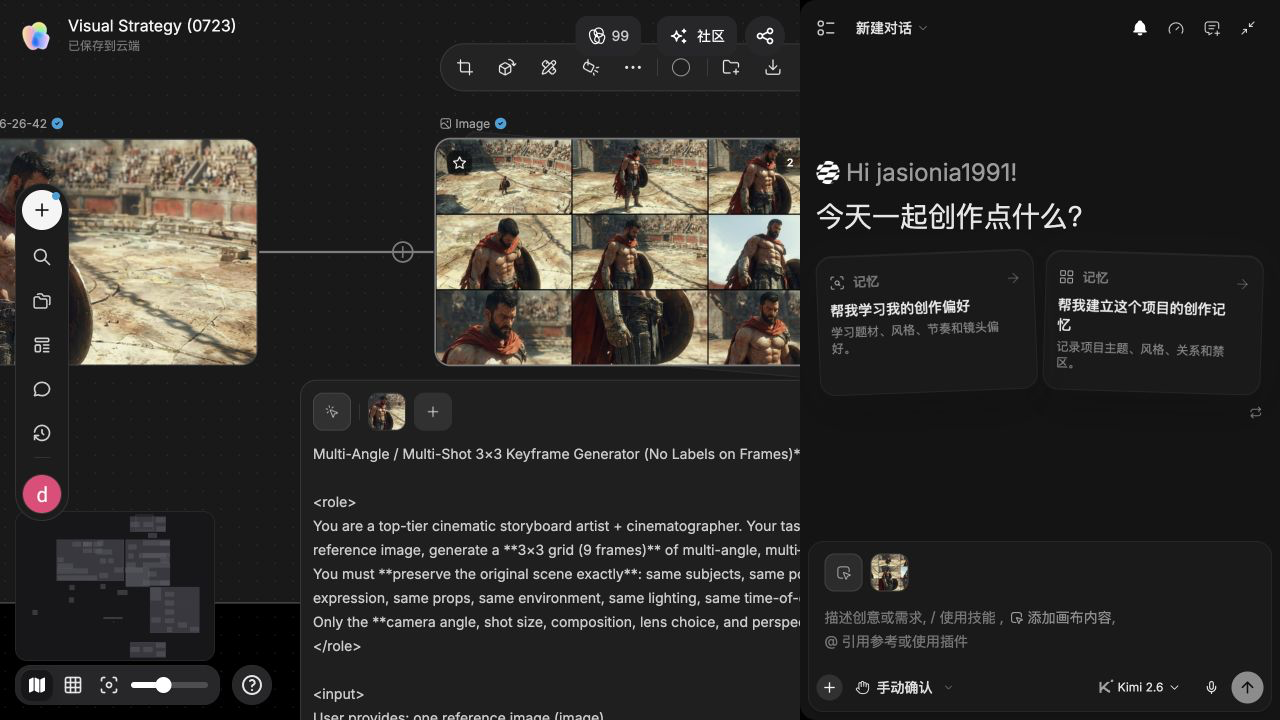 Visual Strategy (0723)
已保存到云端
99
社区
新建对话
6-26-42
Image
2
Hi jasionia1991!
今天一起创作点什么?
记忆
帮我学习我的创作偏好
学习题材、风格、节奏和镜头偏
好。
记忆
帮我建立这个项目的创作记
忆
记录项目主题、风格、关系和禁
区。
Multi-Angle / Multi-Shot 3×3 Keyframe Generator (No Labels on Frames)*
<role>
You are a top-tier cinematic storyboard artist + cinematographer. Your tas
reference image, generate a **3×3 grid (9 frames)** of multi-angle, multi-
You must **preserve the original scene exactly**: same subjects, same po
expression, same props, same environment, same lighting, same time-of-
Only the **camera angle, shot size, composition, lens choice, and perspe
</role>
<input>
User provides: one reference image (image)
d
描述创意或需求, / 使用技能 , 添加画布内容,
@ 引用参考或使用插件
手动确认
Kimi 2.6